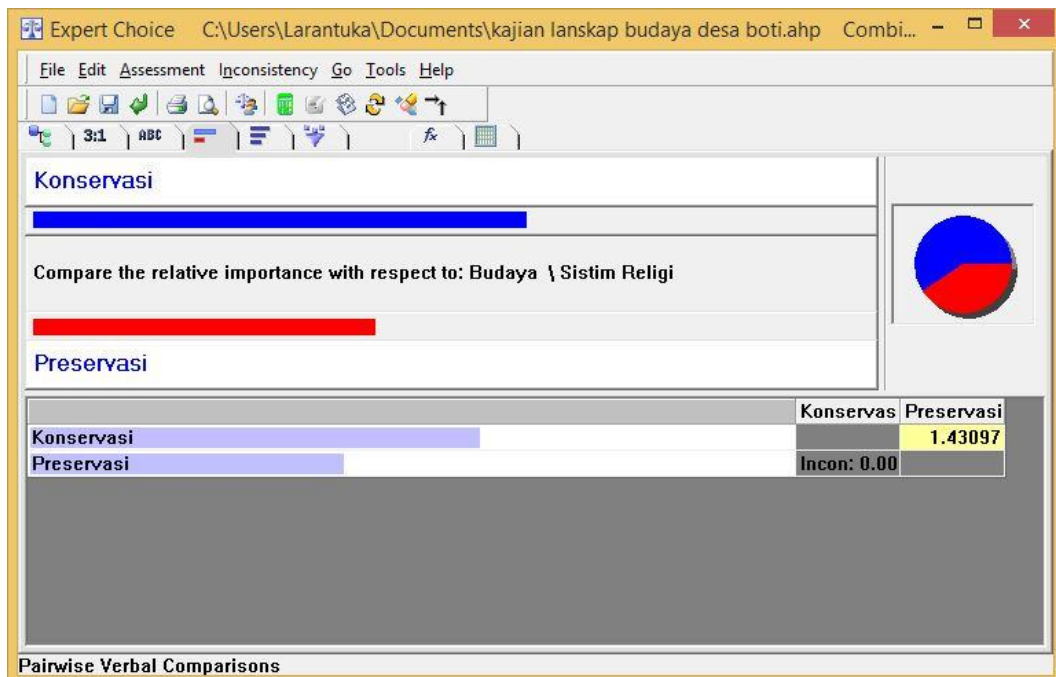 Expert Choice C:\Users\Larantuka\Documents\kajian lanskap budaya desa boti.ahp Combi...
File Edit Assessment Inconsistency Go Tools Help
3:1 ABC fx
Konservasi
Compare the relative importance with respect to: Budaya \ Sistim Religi
Preservasi
Konservas Preservasi
Konservasi 1.43097
Preservasi Incon: 0.00
Pairwise Verbal Comparisons